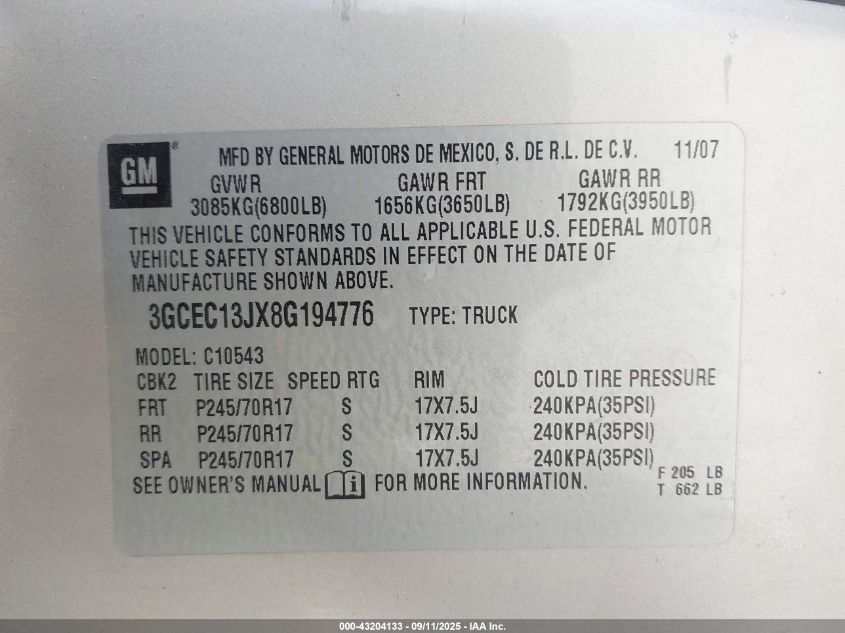 GM ® MFD BY GENERAL MOTORS DE MEXICO, S. DE R.L. DE C.V. 11/07
GVWR GAWR FRT GAWR RR
3085KG(6800LB) 1656KG(3650LB) 1792KG(3950LB)
THIS VEHICLE CONFORMS TO ALL APPLICABLE U.S. FEDERAL MOTOR
VEHICLE SAFETY STANDARDS IN EFFECT ON THE DATE OF
MANUFACTURE SHOWN ABOVE.
3GCEC13JX8G194776 TYPE: TRUCK
MODEL: C10543
CBK2 TIRE SIZE SPEED RTG RIM COLD TIRE PRESSURE
FRT P245/70R17 S 17X7.5J 240KPA(35PSI)
RR P245/70R17 S 17X7.5J 240KPA(35PSI)
SPA P245/70R17 S 17X7.5J 240KPA(35PSI)
SEE OWNER'S MANUAL i FOR MORE INFORMATION.
F 205 LB
T 662 LB
000-43204133 - 09/11/2025 - IAA Inc.